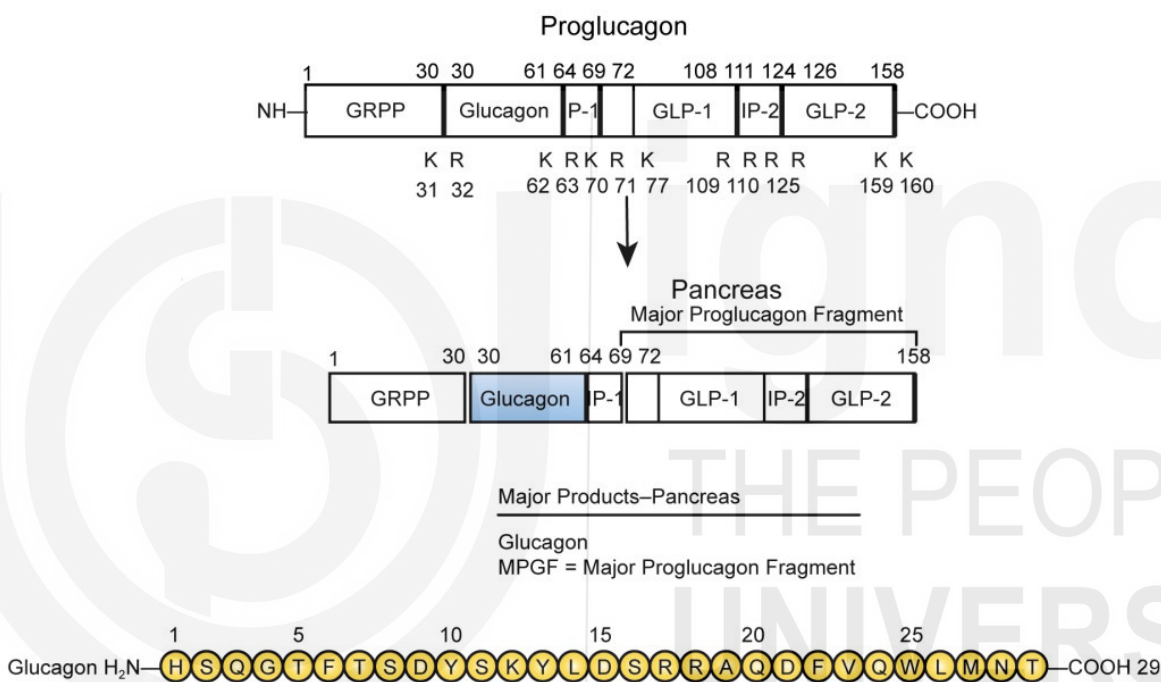 Proglucagon
1 30 30 61 64 69 72 108 111 124 126 158
NH GRPP Glucagon P-1 GLP-1 IP-2 GLP-2 COOH
K R K R K R K R R R R K K
31 32 62 63 70 71 77 109 110 125 159 160
Pancreas
Major Proglucagon Fragment
1 30 30 61 64 69 72 158
GRPP Glucagon IP-1 GLP-1 IP-2 GLP-2
Major Products–Pancreas
Glucagon
MPGF = Major Proglucagon Fragment
1 5 10 15 20 25
Glucagon H₂N H S Q G T F T S D Y S K Y L D S R R A Q D F V Q W L M N T COOH 29
igno
THE PEOP
UNIVERS